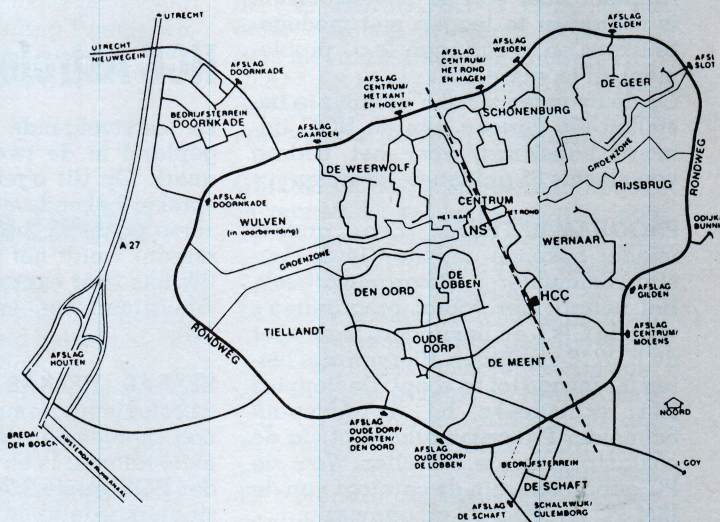 UTRECHT
UTRECHT
NIEUWEGEIN
AFSLAG
DOORNKADE
AFSLAG
CENTRUM/
HET KANT
EN HOEVEN
AFSLAG
CENTRUM/
HET ROND
EN HAGEN
AFSLAG
WEIDEN
AFSLAG
VELDEN
SLOT
DE GEER
BEDRIJFSTERREIN
DOORNKADE
AFSLAG
GAARDEN
SCHONENBURG
GROENZONE
DE WEERWOLF
RIJSBRUG
RONDWEG
AFSLAG
DOORNKADE
WULVEN
(in voorbereiding)
CENTRUM
HET KANT
HET ROND
NS
A 27
GROENZONE
WERNAAR
DEN OORD
DE
LOBBEN
HCC
AFSLAG
GILDEN
TIELLANDT
OUDE
DORP
AFSLAG
CENTRUM/
MOLENS
RONDWEG
AFSLAG
HOUTEN
DE MEENT
NOORD
BREDA/
DEN BOSCH
AMSTERDAM RIJNKANAAL
AFSLAG
OUDE DORP/
POORTEN/
DEN OORD
AFSLAG
OUDE DORP/
DE LOBBEN
BEDRIJFSTERREIN
DE SCHAFT
AFSLAG
DE SCHAFT
SCHALKWIJK/
CULEMBORG
GOY